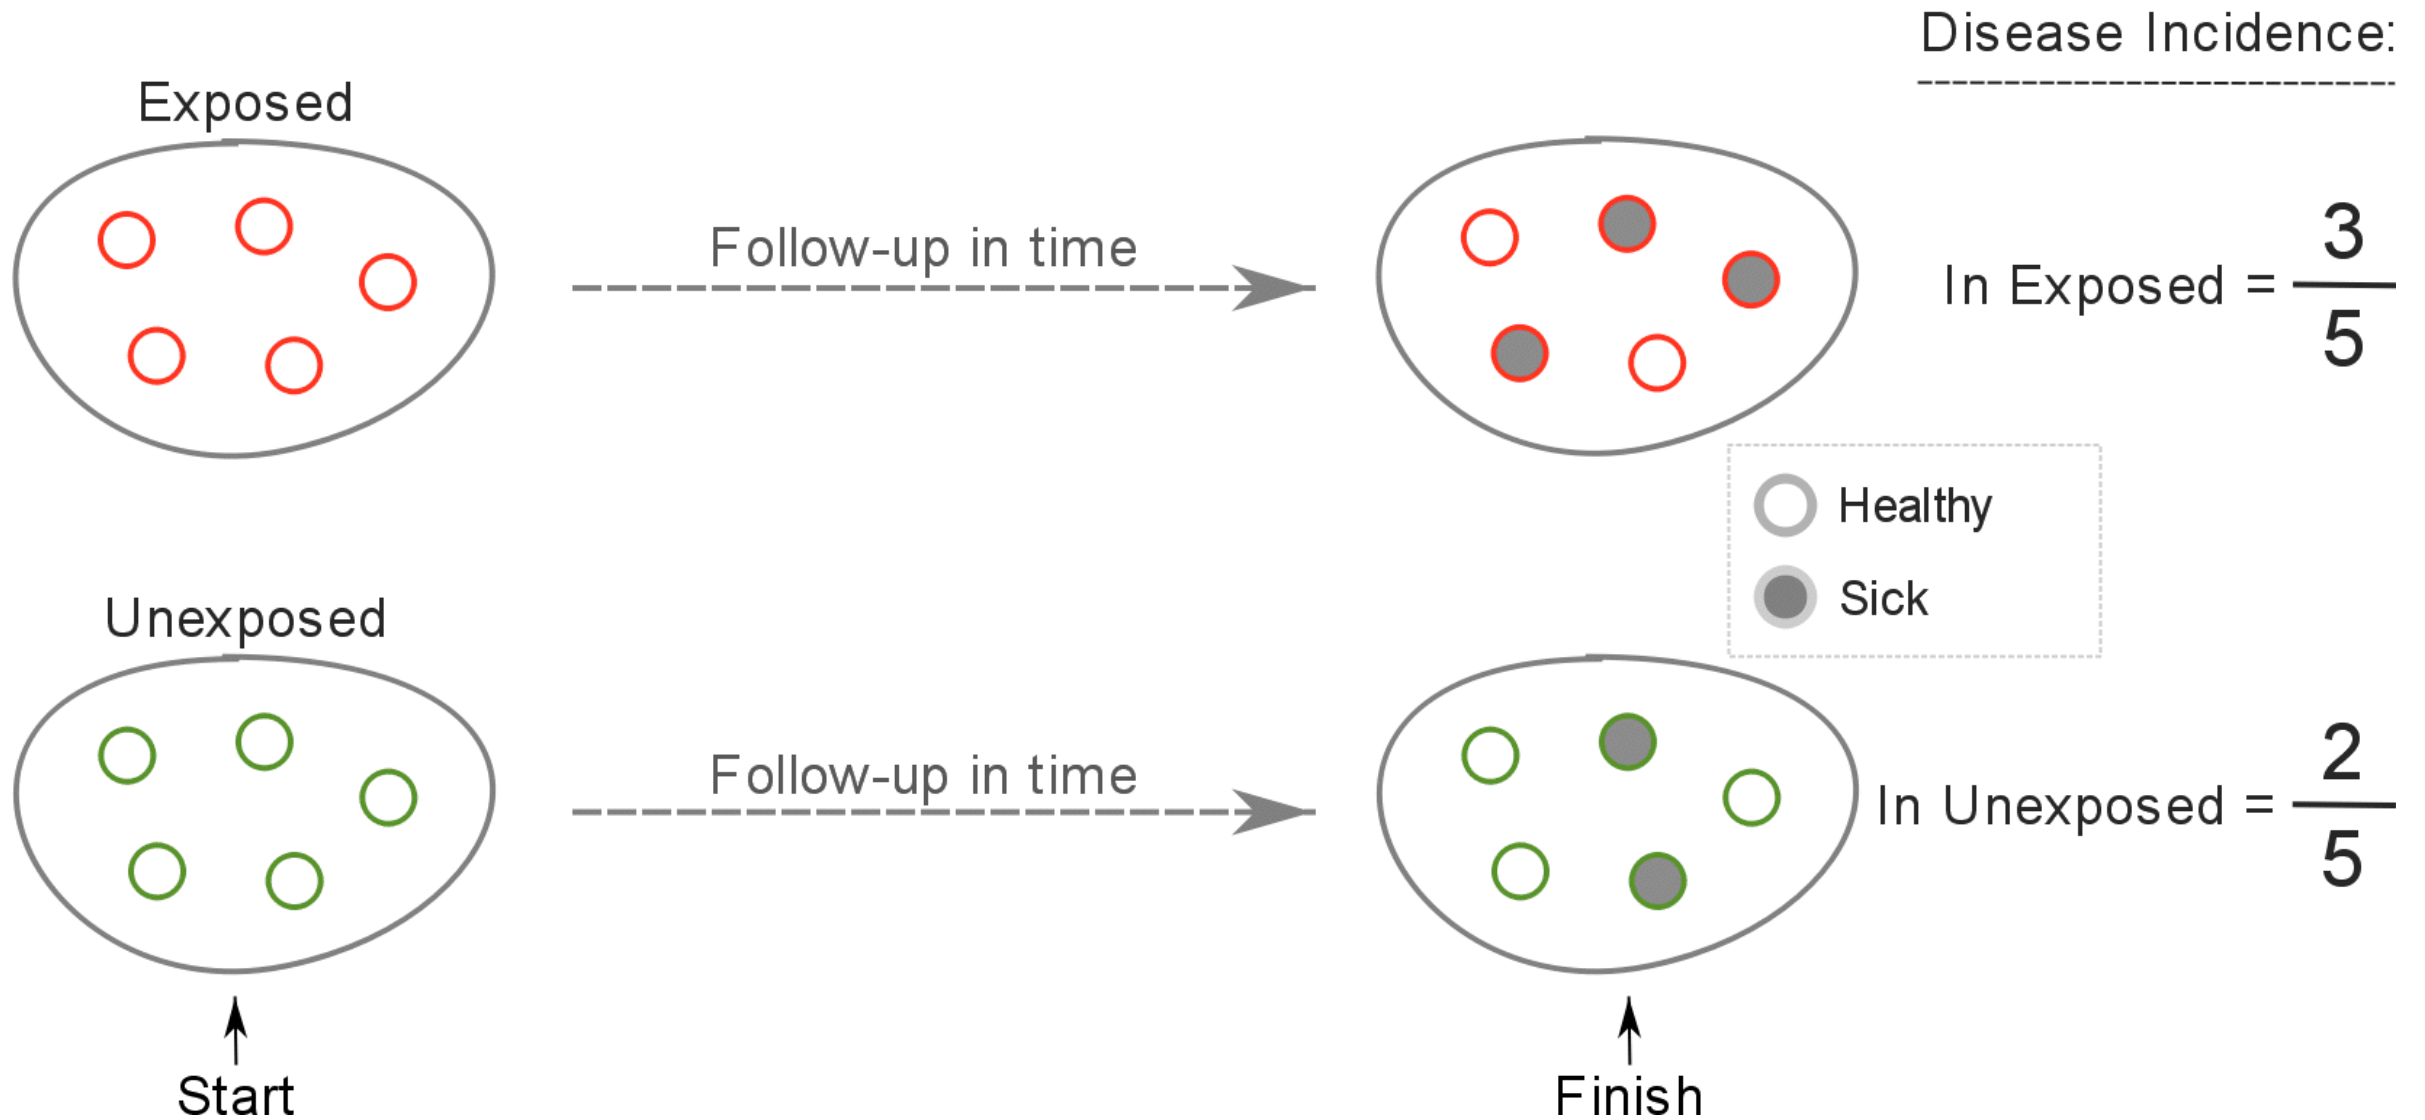 Disease Incidence:
Exposed
Follow-up in time
In Exposed = 3/5
Healthy
Sick
Unexposed
Follow-up in time
In Unexposed = 2/5
Start
Finish